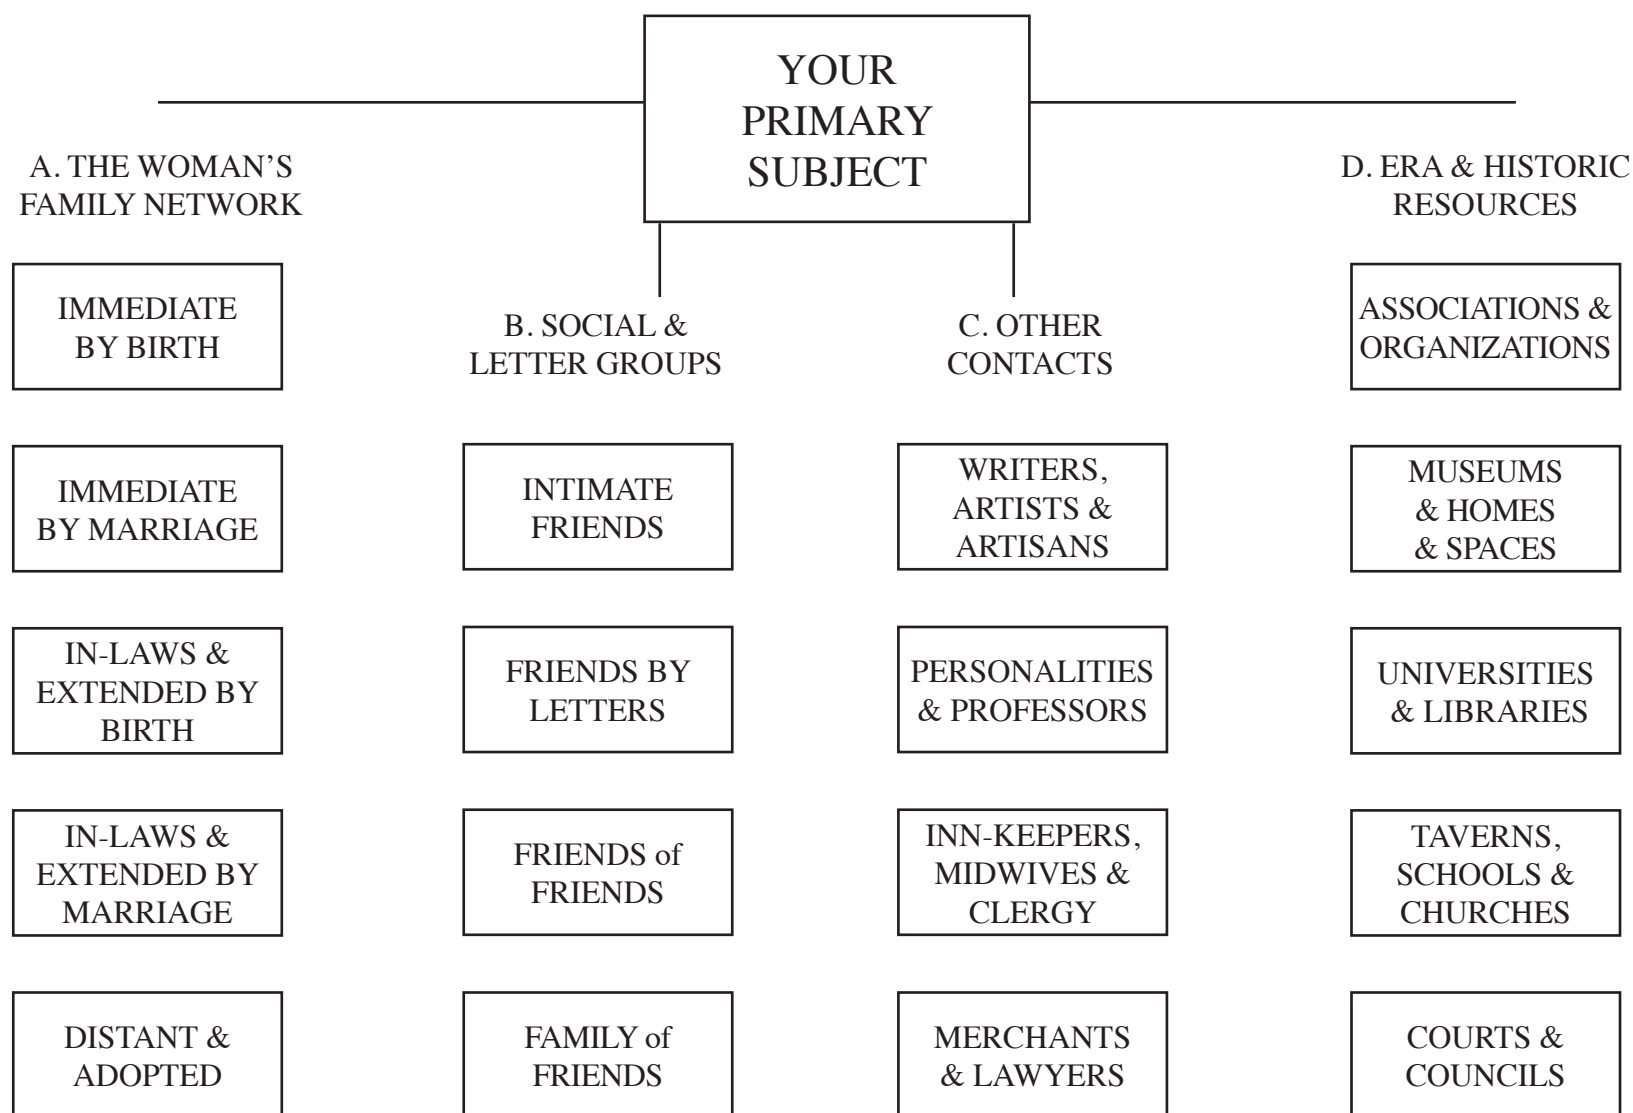 YOUR
PRIMARY
SUBJECT
A. THE WOMAN’S
FAMILY NETWORK
IMMEDIATE
BY BIRTH
IMMEDIATE
BY MARRIAGE
IN-LAWS &
EXTENDED BY
BIRTH
IN-LAWS &
EXTENDED BY
MARRIAGE
DISTANT &
ADOPTED
B. SOCIAL &
LETTER GROUPS
INTIMATE
FRIENDS
FRIENDS BY
LETTERS
FRIENDS of
FRIENDS
FAMILY of
FRIENDS
C. OTHER
CONTACTS
WRITERS,
ARTISTS &
ARTISANS
PERSONALITIES
& PROFESSORS
INN-KEEPERS,
MIDWIVES &
CLERGY
MERCHANTS
& LAWYERS
D. ERA & HISTORIC
RESOURCES
ASSOCIATIONS &
ORGANIZATIONS
MUSEUMS
& HOMES
& SPACES
UNIVERSITIES
& LIBRARIES
TAVERNS,
SCHOOLS &
CHURCHES
COURTS &
COUNCILS